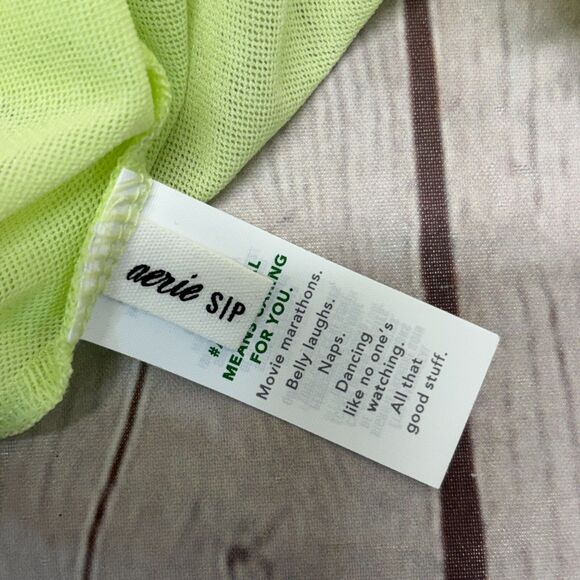 aerie S|P
MEANS
FOR YOU.
Movie marathons.
Belly laughs.
Naps.
Dancing
like no one's
watching.
All that
good stuff.